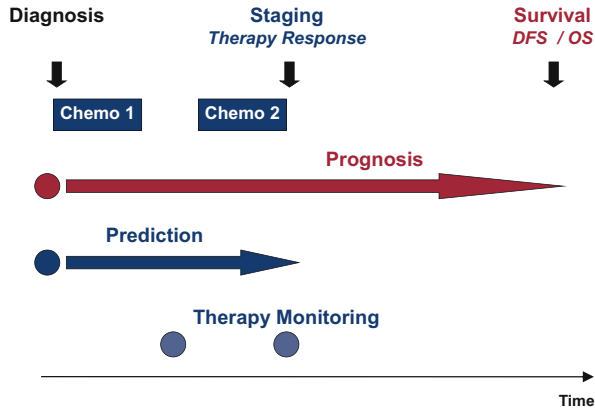 Diagnosis
Staging
Therapy Response
Survival
DFS / OS
Chemo 1
Chemo 2
Prognosis
Prediction
Therapy Monitoring
Time